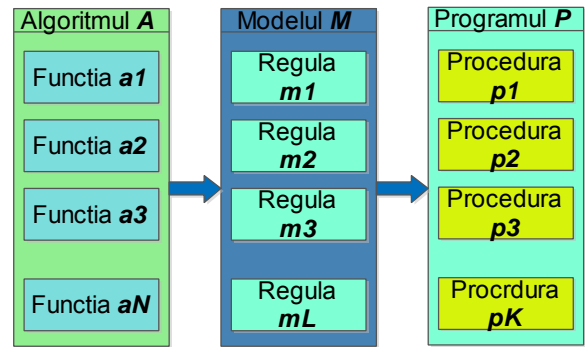 Algoritmul A
Functia a1
Functia a2
Functia a3
Functia aN
Modelul M
Regula
m1
Regula
m2
Regula
m3
Regula
mL
Programul P
Procedura
p1
Procedura
p2
Procedura
p3
Procrdura
pK